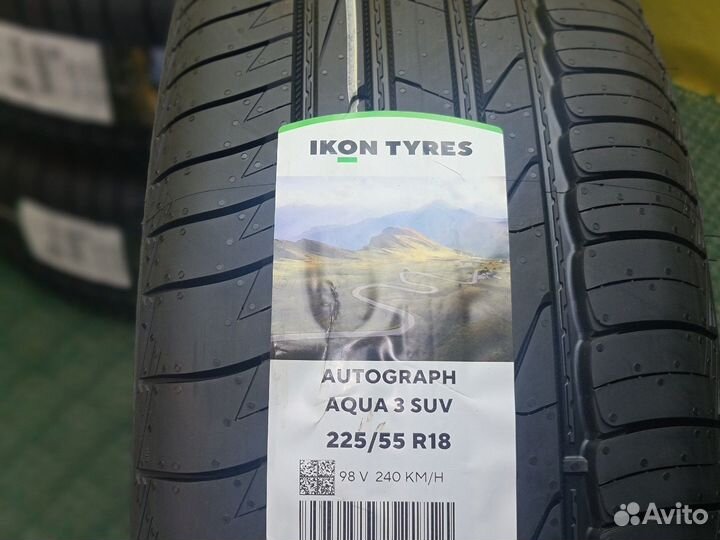 IKON TYRES
AUTOGRAPH
AQUA 3 SUV
225/55 R18
98 V 240 KM/H
Avito